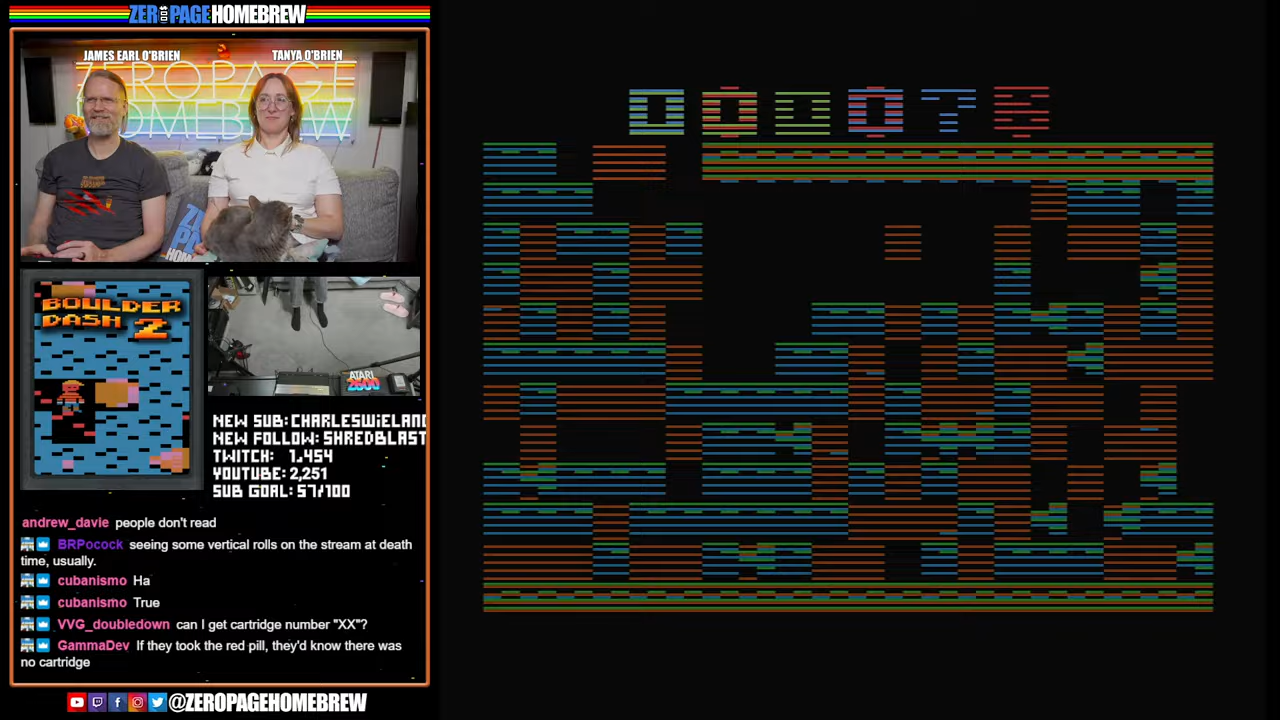 ZEROPAGEHOMEBREW
JAMES EARL O'BRIEN
TANYA O'BRIEN
ZEROPAGE
HOMEBREW
BOULDER
DASH 2
ATARI
2600
NEW SUB: CHARLESWIELAND
NEW FOLLOW: SHREDBLAST
TWITCH: 1,454
YOUTUBE: 2,251
SUB GOAL: 57/100
andrew_davie people don't read
BRPocock seeing some vertical rolls on the stream at death
time, usually.
cubanismo Ha
cubanismo True
VVG_doubledown can I get cartridge number "XX"?
GammaDev If they took the red pill, they'd know there was
no cartridge
@ZEROPAGEHOMEBREW